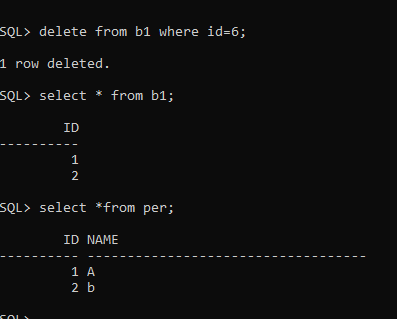 SQL> delete from b1 where id=6;
1 row deleted.
SQL> select * from b1;
ID
----------
1
2
SQL> select *from per;
ID NAME
---------- -----------------------------------
1 A
2 b
SQL>